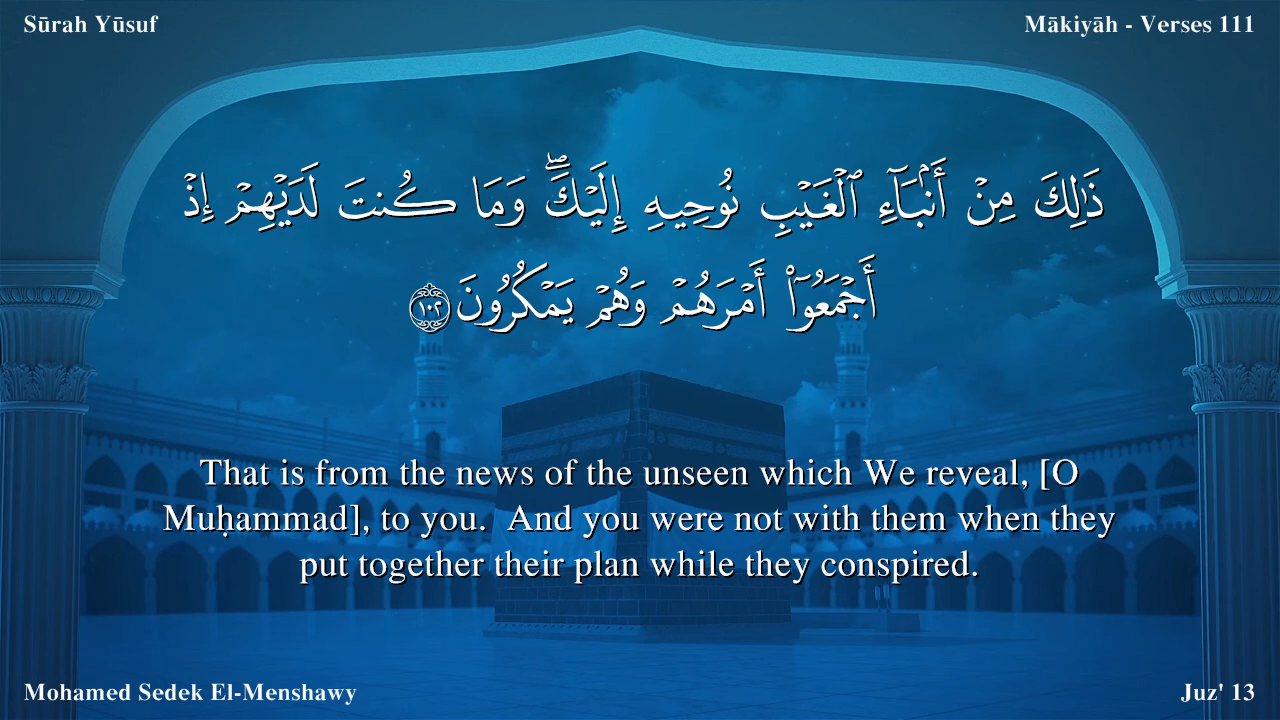 Sūrah Yūsuf
Mākiyāh - Verses 111
ذَٰلِكَ مِنْ أَنۢبَآءِ ٱلْغَيْبِ نُوحِيهِ إِلَيْكَۖ وَمَا كُنتَ لَدَيْهِمْ إِذْ
أَجْمَعُوٓا۟ أَمْرَهُمْ وَهُمْ يَمْكُرُونَ ١٠٢
That is from the news of the unseen which We reveal, [O
Muḥammad], to you.  And you were not with them when they
put together their plan while they conspired.
Mohamed Sedek El-Menshawy
Juz' 13